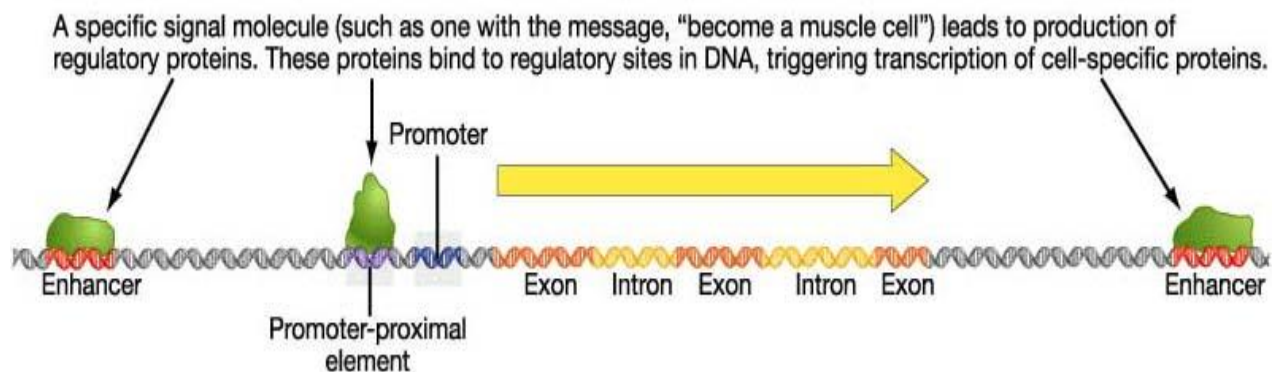 A specific signal molecule (such as one with the message, “become a muscle cell”) leads to production of
regulatory proteins. These proteins bind to regulatory sites in DNA, triggering transcription of cell-specific proteins.
Promoter
Enhancer
Exon
Intron
Exon
Intron
Exon
Enhancer
Promoter-proximal
element